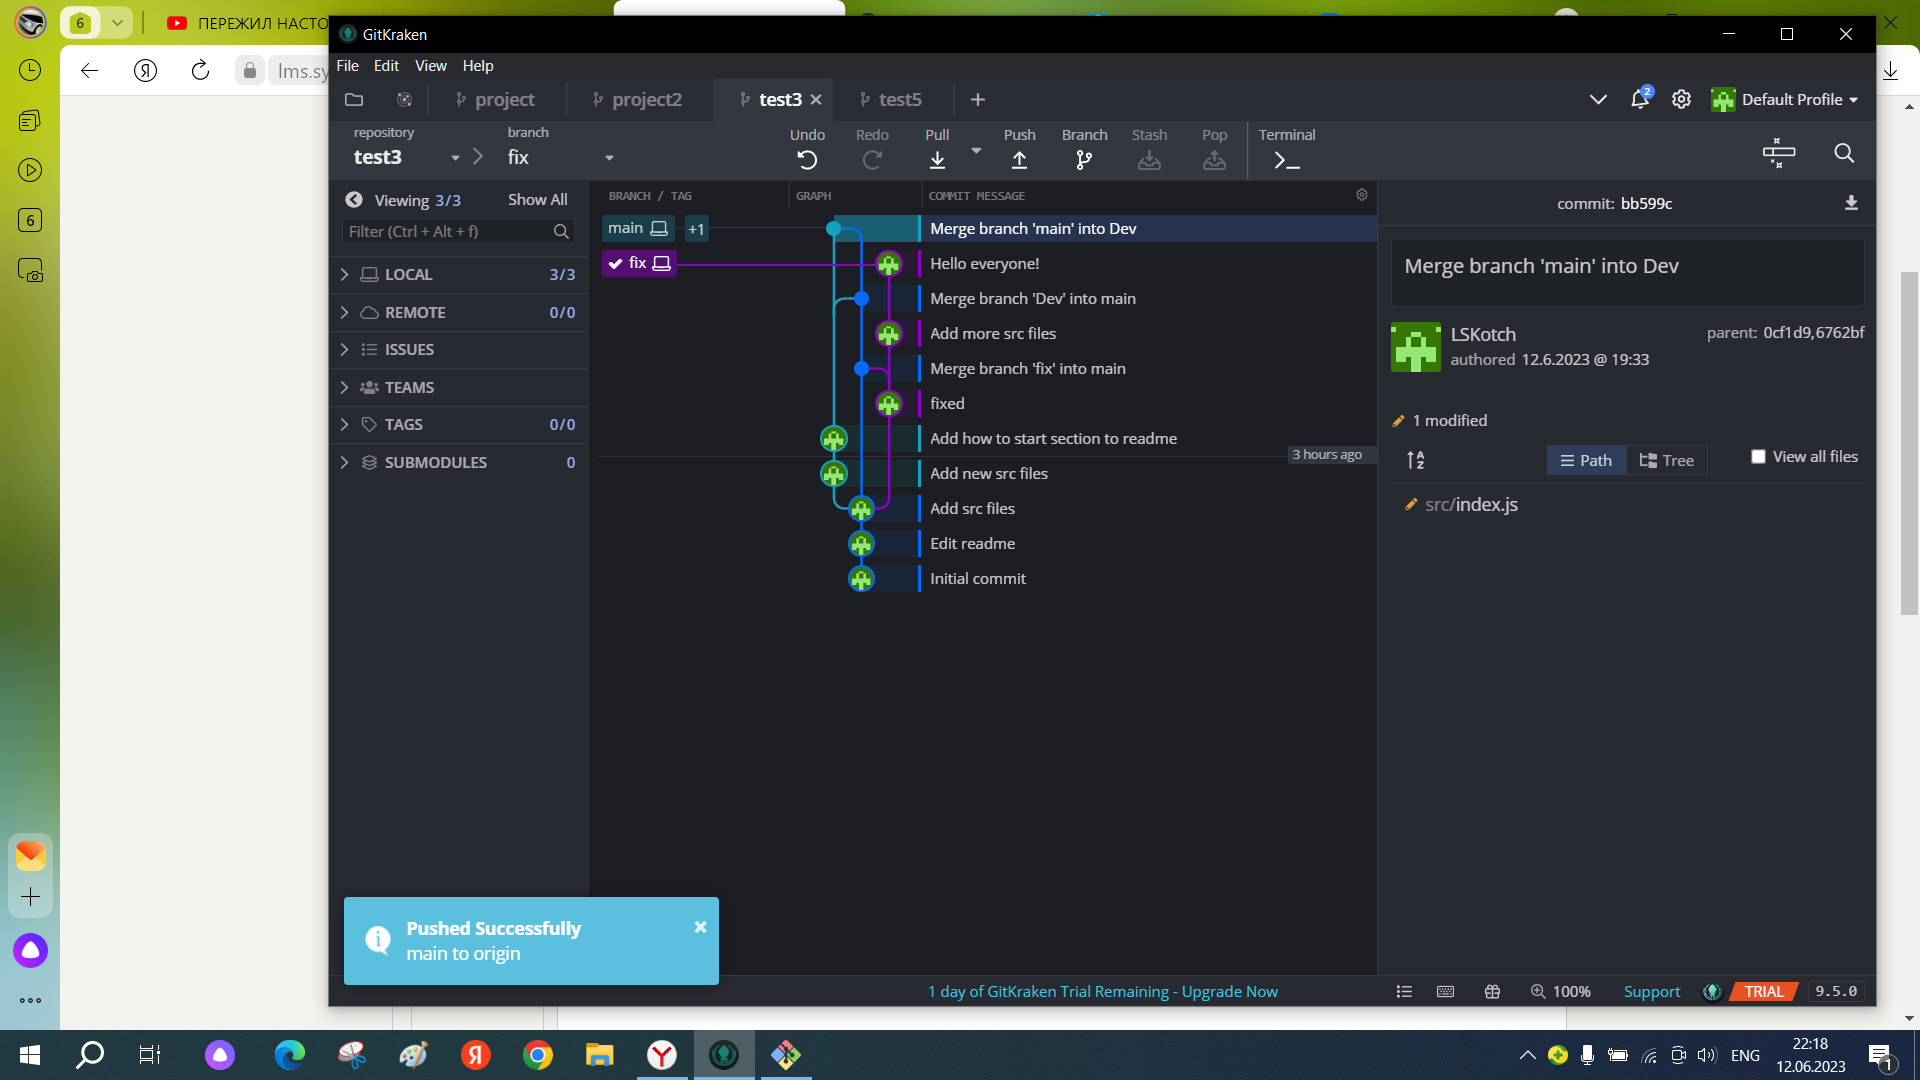 6
ПЕРЕЖИЛ НАСТО
GitKraken
Я
lms.sy
File Edit View Help
project
project2
test3
test5
2
Default Profile
repository
test3
branch
fix
Undo
Redo
Pull
Push
Branch
Stash
Pop
Terminal
Viewing 3/3
Show All
Filter (Ctrl + Alt + f)
LOCAL 3/3
REMOTE 0/0
ISSUES
TEAMS
TAGS 0/0
SUBMODULES 0
6
BRANCH / TAG
GRAPH
COMMIT MESSAGE
main +1 Merge branch 'main' into Dev
fix Hello everyone!
Merge branch 'Dev' into main
Add more src files
Merge branch 'fix' into main
fixed
Add how to start section to readme
3 hours ago
Add new src files
Add src files
Edit readme
Initial commit
commit: bb599c
Merge branch 'main' into Dev
LSKotch
parent: 0cf1d9,6762bf
authored 12.6.2023 @ 19:33
1 modified
A Z
Path
Tree
View all files
src/index.js
Pushed Successfully
main to origin
1 day of GitKraken Trial Remaining - Upgrade Now
100%
Support
TRIAL
9.5.0
Я
ENG
22:18
12.06.2023
1